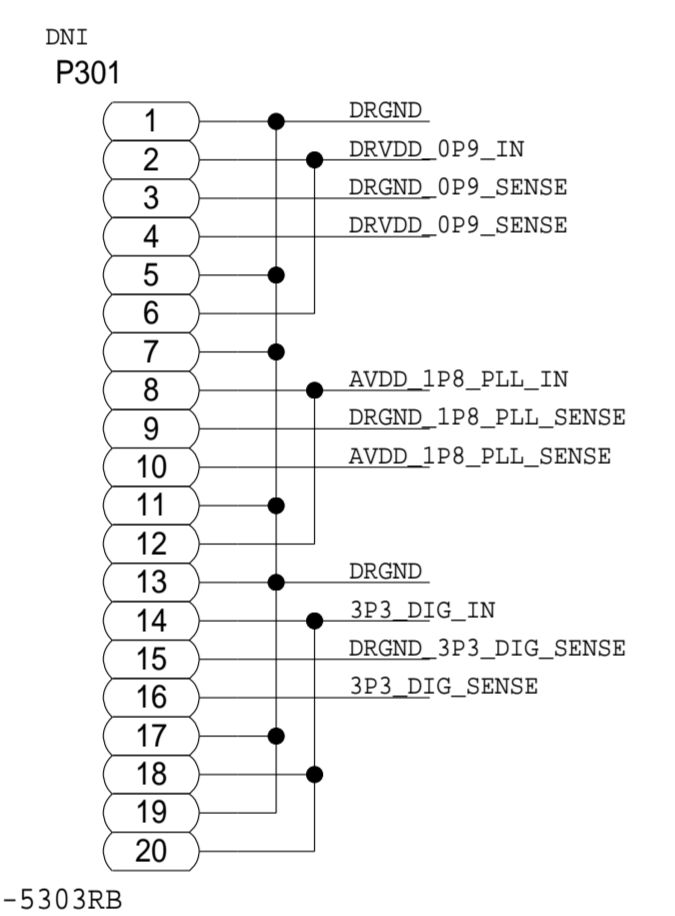 DNI
P301
1 DRGND
2 DRVDD_0P9_IN
3 DRGND_0P9_SENSE
4 DRVDD_0P9_SENSE
5
6
7
8 AVDD_1P8_PLL_IN
9 DRGND_1P8_PLL_SENSE
10 AVDD_1P8_PLL_SENSE
11
12
13 DRGND
14 3P3_DIG_IN
15 DRGND_3P3_DIG_SENSE
16 3P3_DIG_SENSE
17
18
19
20
-5303RB